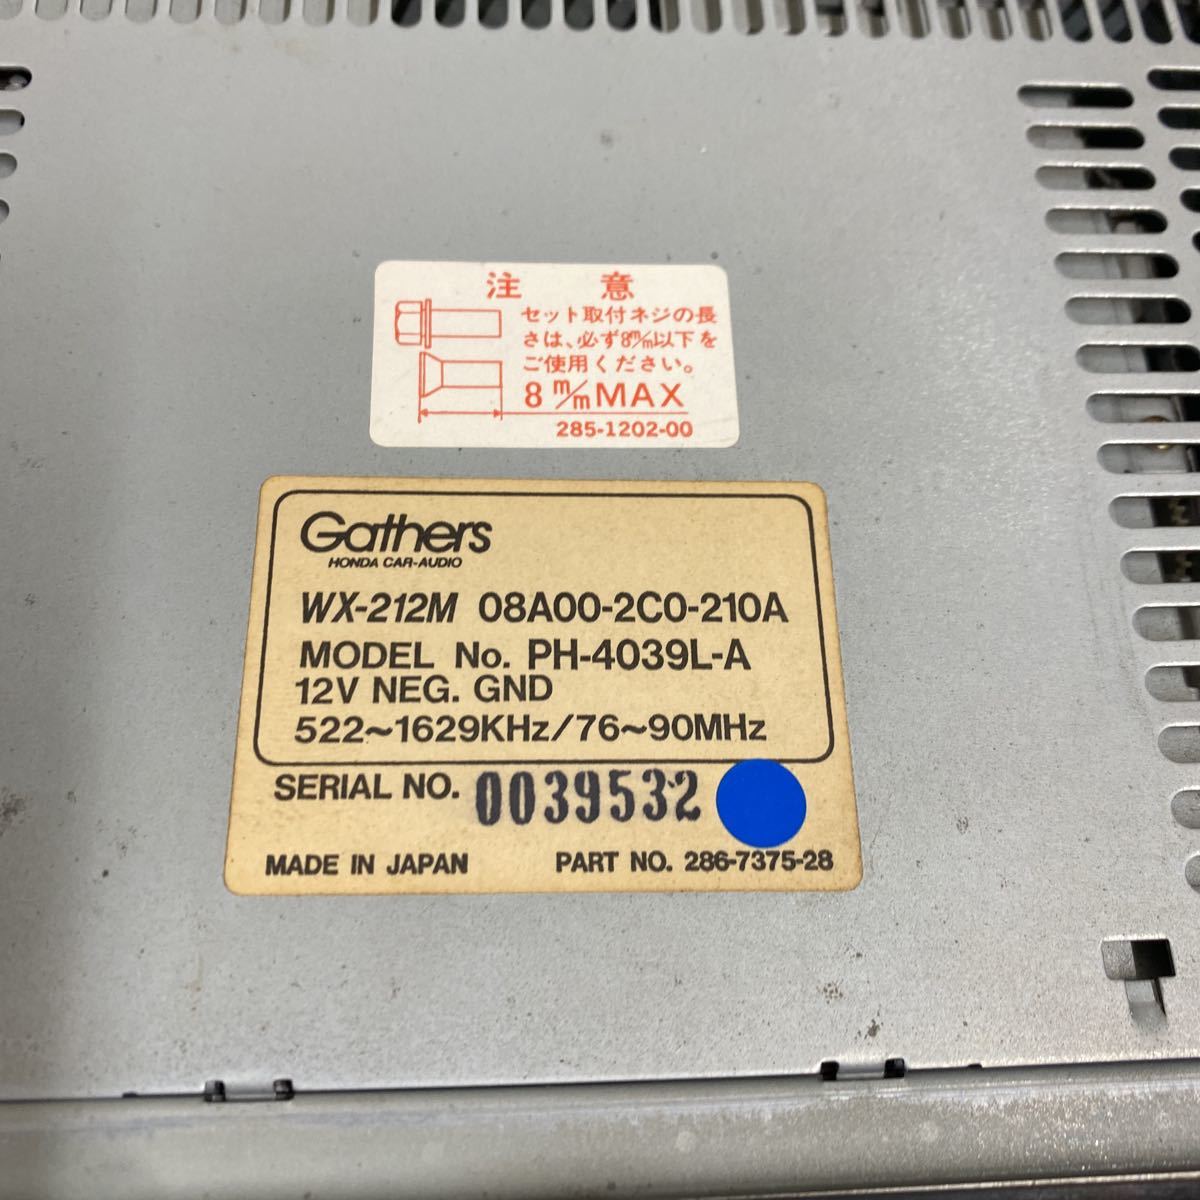 注意
セット取付ネジの長
さは、必ず8m/m以下を
ご使用ください。
8m/mMAX
285-1202-00
Gathers
HONDA CAR-AUDIO
WX-212M 08A00-2C0-210A
MODEL No. PH-4039L-A
12V NEG. GND
522~1629KHz/76~90MHz
SERIAL NO. 0039532
MADE IN JAPAN PART NO. 286-7375-28